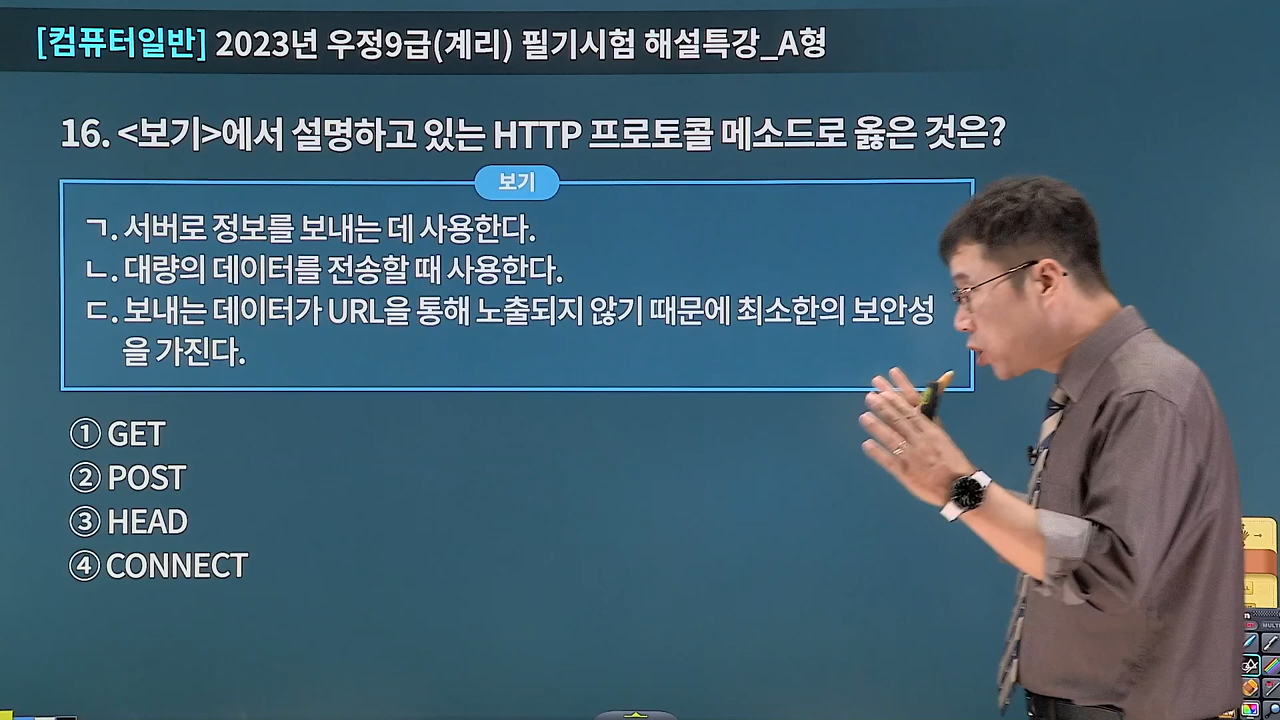 [컴퓨터일반] 2023년 우정9급(계리) 필기시험 해설특강_A형
16. <보기>에서 설명하고 있는 HTTP 프로토콜 메소드로 옳은 것은?
보기
ㄱ. 서버로 정보를 보내는 데 사용한다.
ㄴ. 대량의 데이터를 전송할 때 사용한다.
ㄷ. 보내는 데이터가 URL을 통해 노출되지 않기 때문에 최소한의 보안성
을 가진다.
① GET
② POST
③ HEAD
④ CONNECT